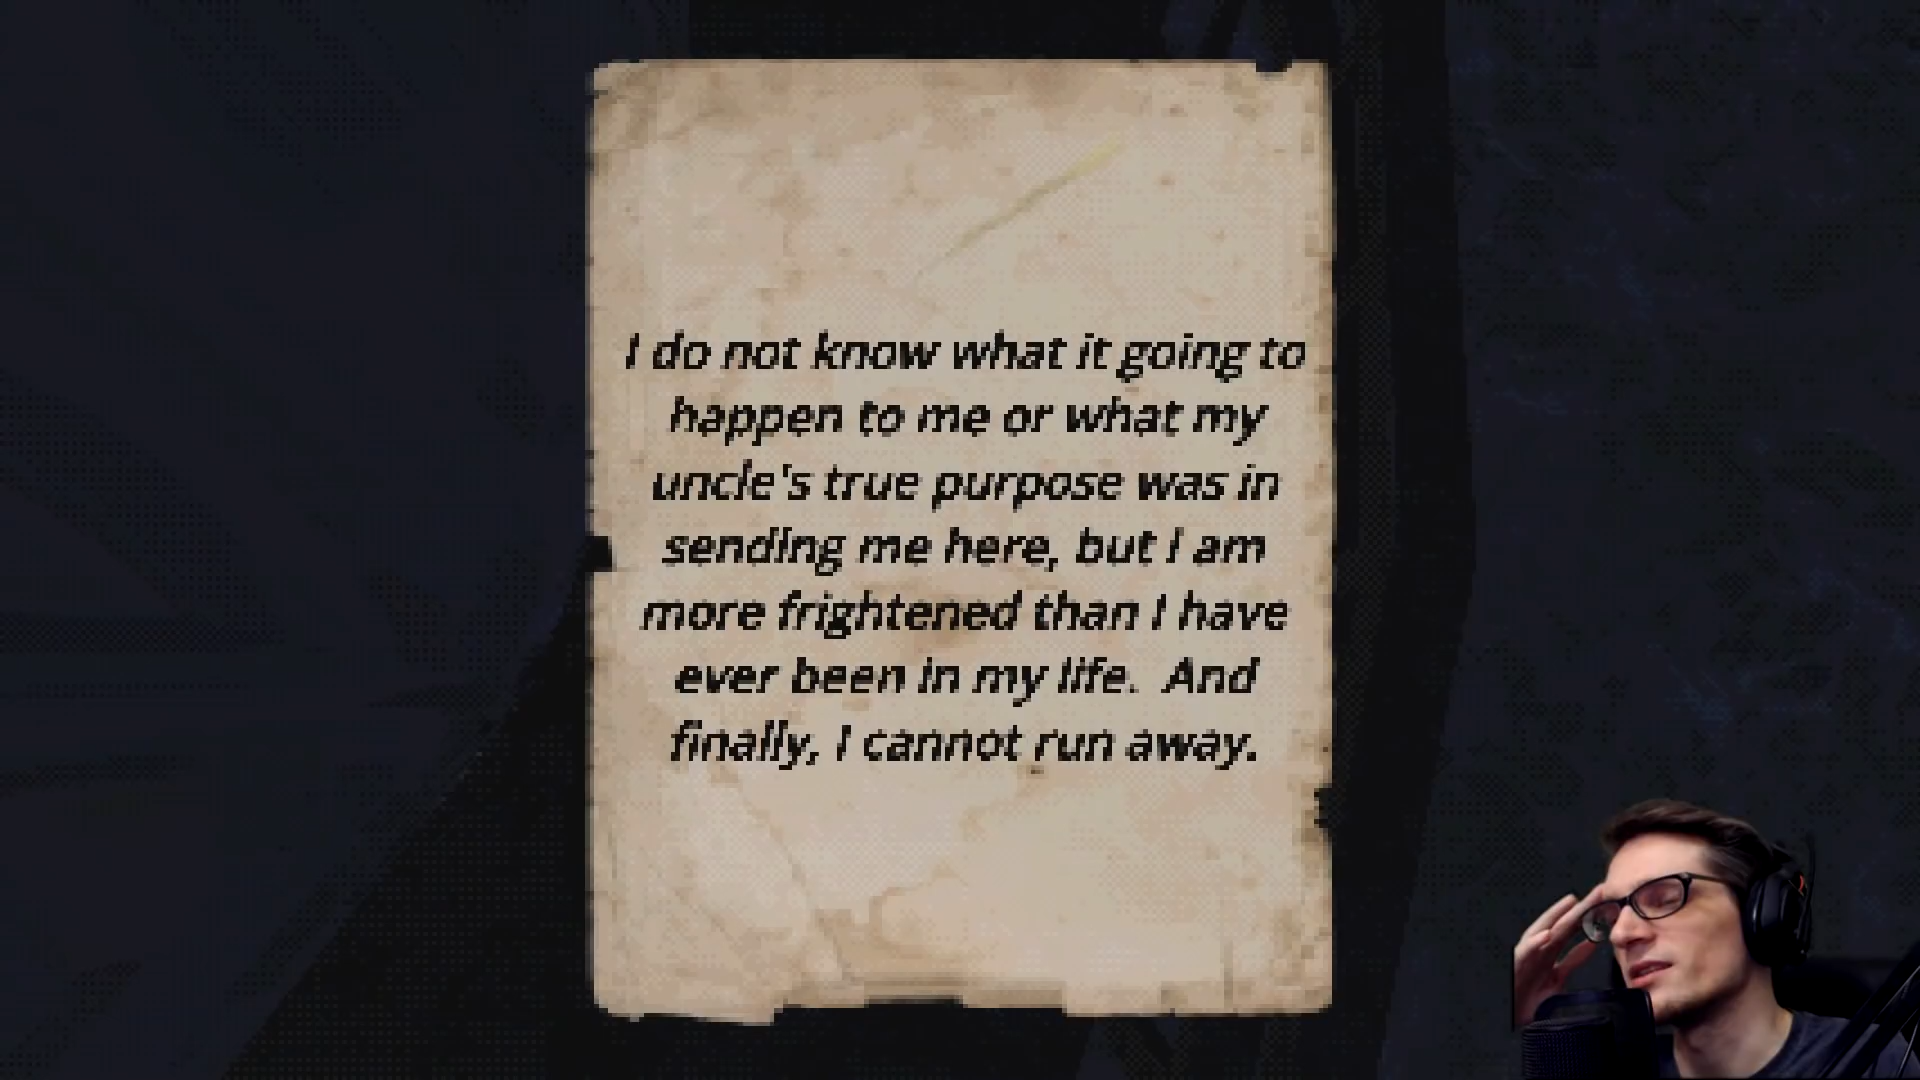 I do not know what it going to
happen to me or what my
uncle's true purpose was in
sending me here, but I am
more frightened than I have
ever been in my life.  And
finally, I cannot run away.